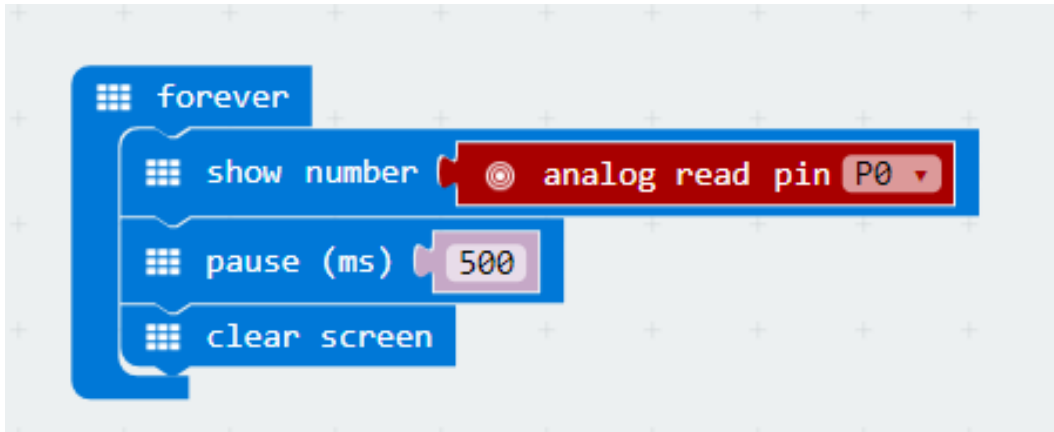 forever
show number analog read pin P0
pause (ms) 500
clear screen